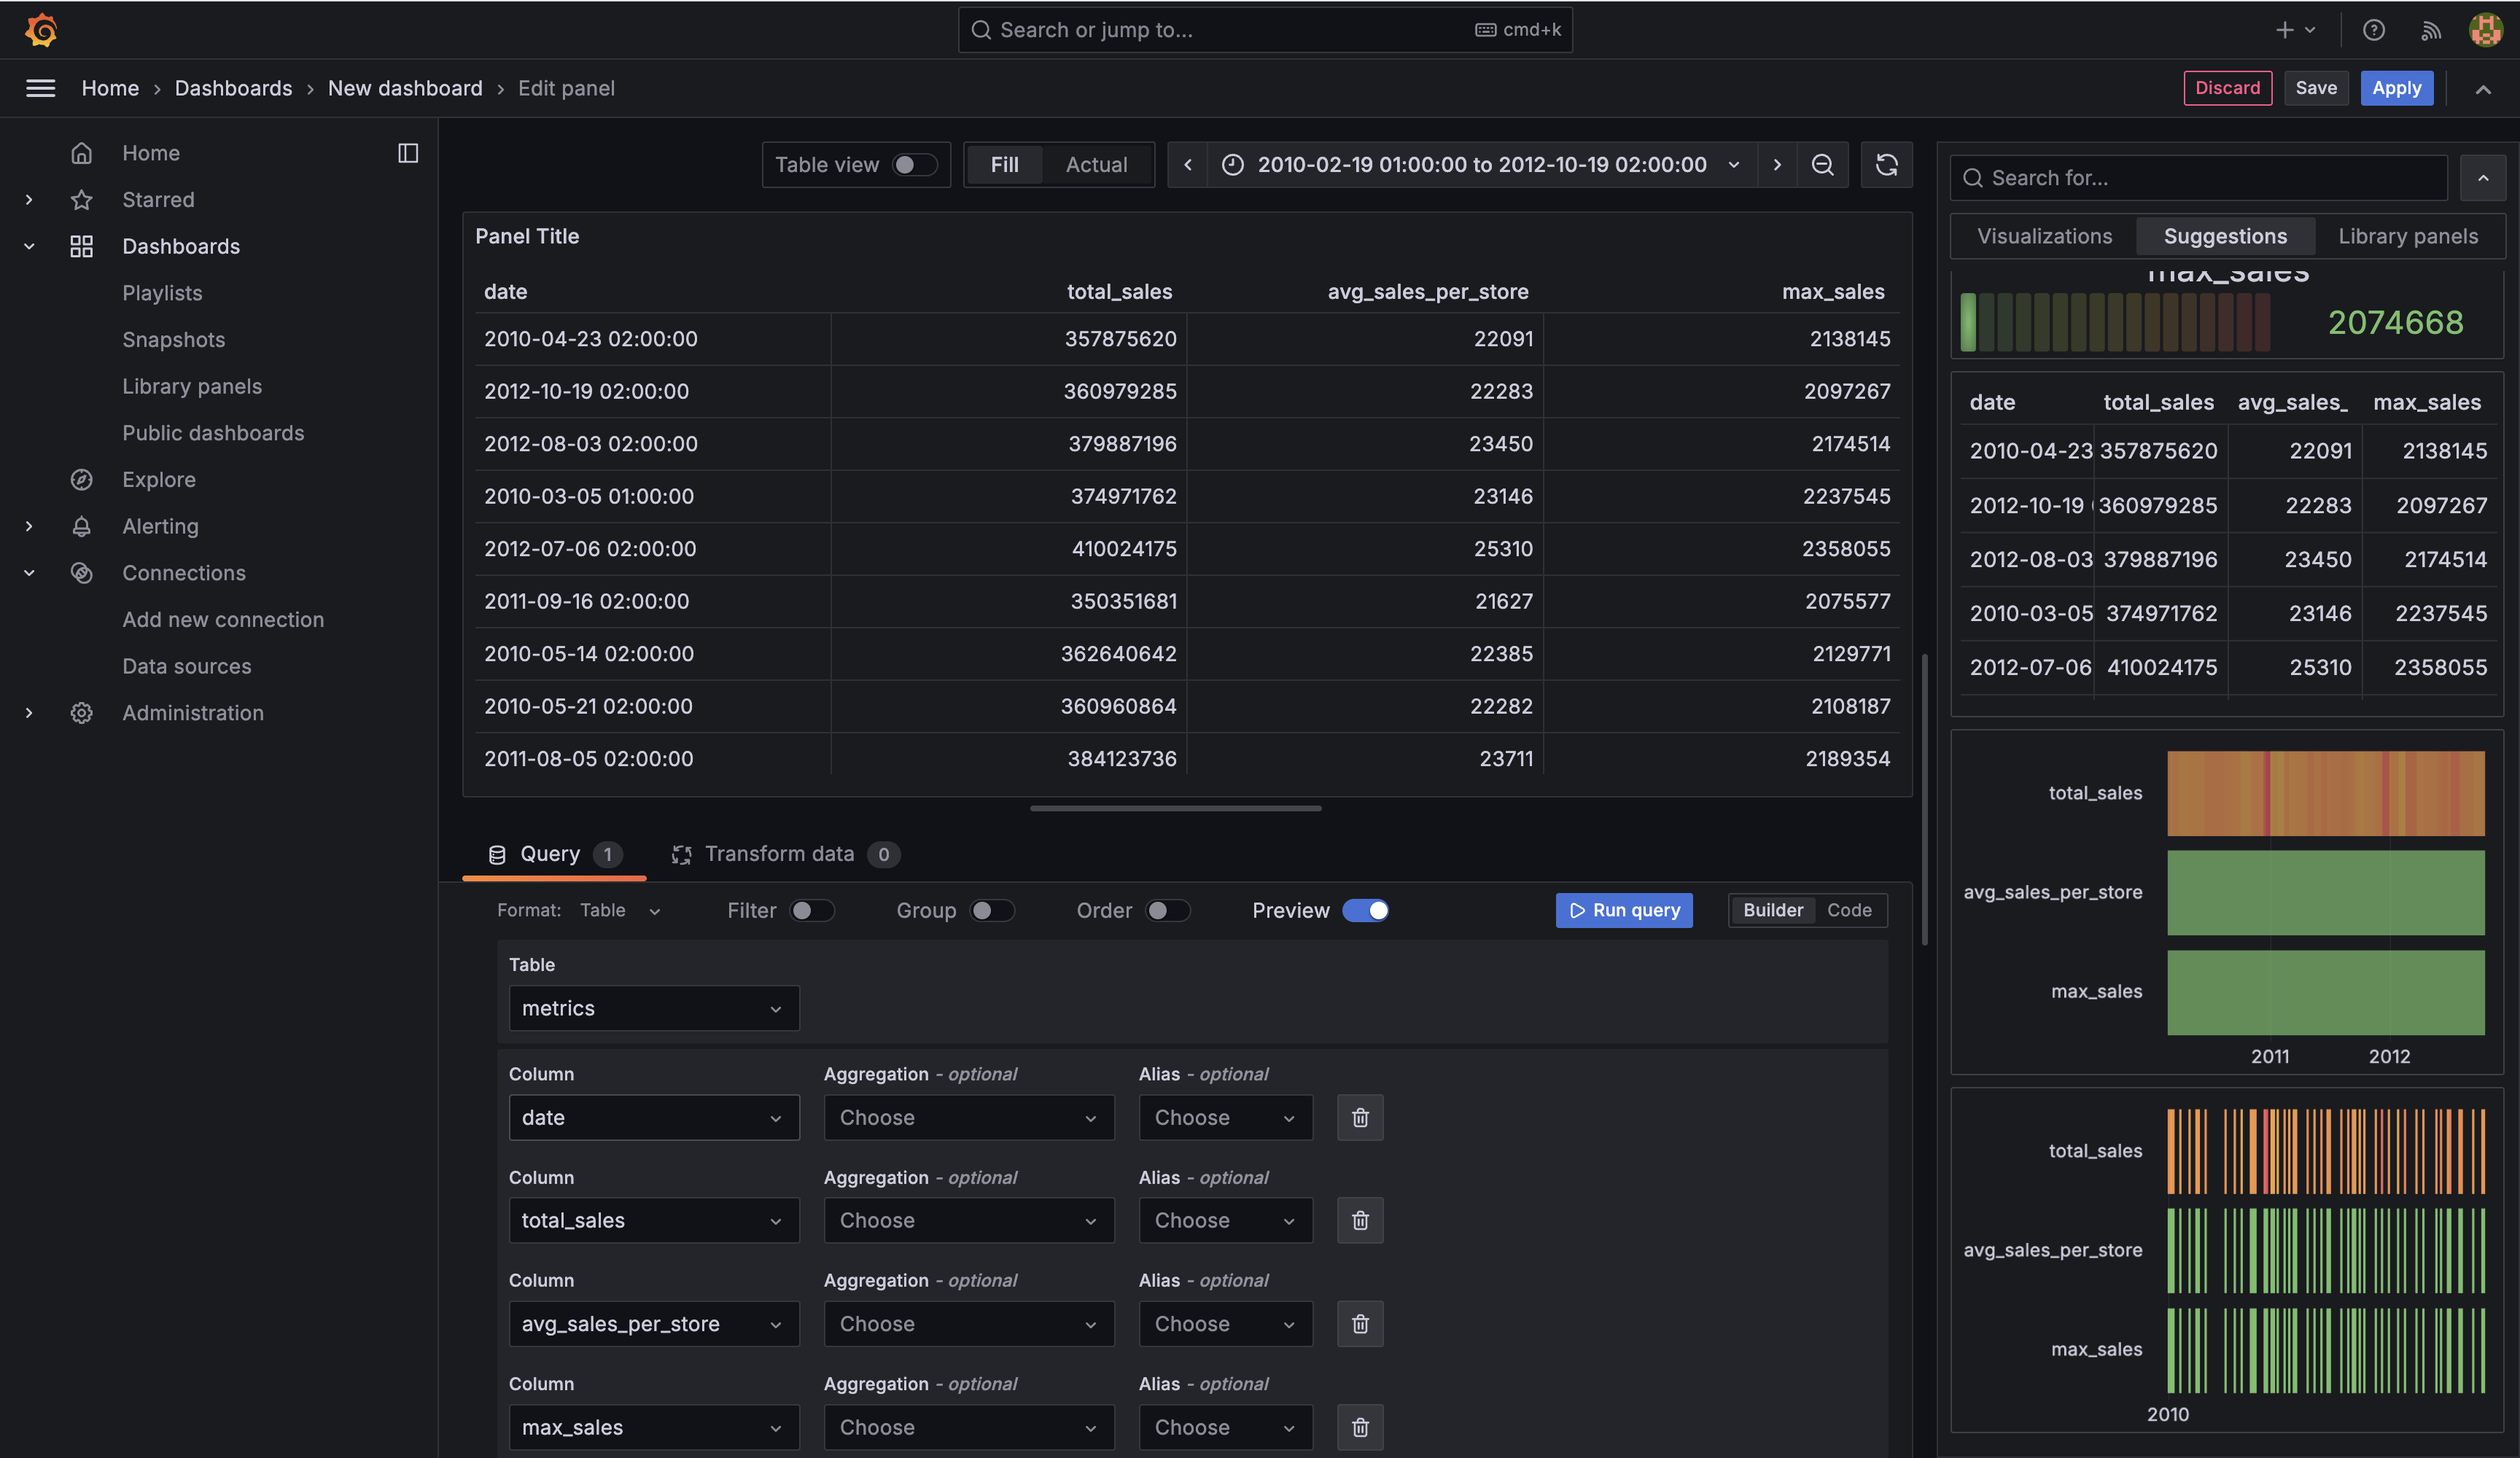 Search or jump to... cmd+k
Home › Dashboards › New dashboard › Edit panel
Discard Save Apply
Home
Starred
Dashboards
Playlists
Snapshots
Library panels
Public dashboards
Explore
Alerting
Connections
Add new connection
Data sources
Administration
Table view Fill Actual 2010-02-19 01:00:00 to 2012-10-19 02:00:00
Panel Title
date total_sales avg_sales_per_store max_sales
2010-04-23 02:00:00 357875620 22091 2138145
2012-10-19 02:00:00 360979285 22283 2097267
2012-08-03 02:00:00 379887196 23450 2174514
2010-03-05 01:00:00 374971762 23146 2237545
2012-07-06 02:00:00 410024175 25310 2358055
2011-09-16 02:00:00 350351681 21627 2075577
2010-05-14 02:00:00 362640642 22385 2129771
2010-05-21 02:00:00 360960864 22282 2108187
2011-08-05 02:00:00 384123736 23711 2189354
Query 1 Transform data 0
Format: Table Filter Group Order Preview Run query Builder Code
Table
metrics
Column Aggregation - optional Alias - optional
date Choose Choose
Column Aggregation - optional Alias - optional
total_sales Choose Choose
Column Aggregation - optional Alias - optional
avg_sales_per_store Choose Choose
Column Aggregation - optional Alias - optional
max_sales Choose Choose
Search for...
Visualizations Suggestions Library panels
max_sales
2074668
date total_sales avg_sales_ max_sales
2010-04-23 357875620 22091 2138145
2012-10-19 360979285 22283 2097267
2012-08-03 379887196 23450 2174514
2010-03-05 374971762 23146 2237545
2012-07-06 410024175 25310 2358055
total_sales
avg_sales_per_store
max_sales
2011 2012
total_sales
avg_sales_per_store
max_sales
2010